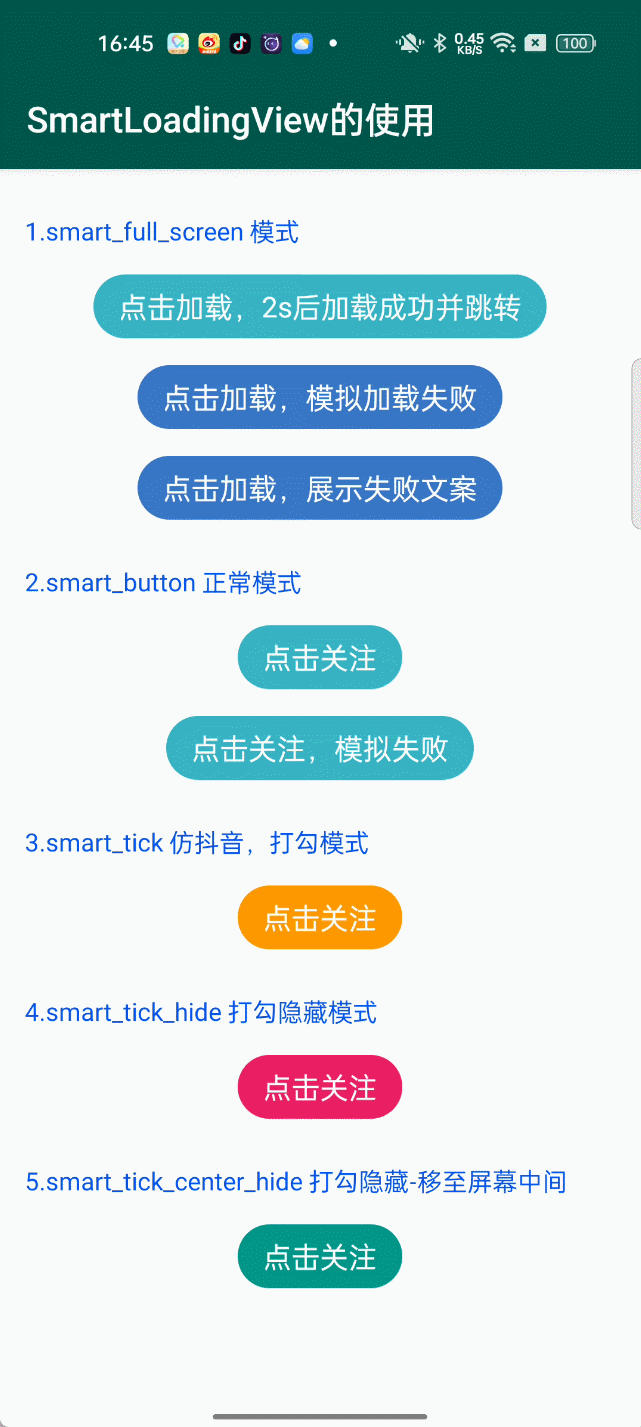 16:45
0.45
KB/S
100
SmartLoadingView的使用
1.smart_full_screen 模式
点击加载，2s后加载成功并跳转
点击加载，模拟加载失败
点击加载，展示失败文案
2.smart_button 正常模式
点击关注
点击关注，模拟失败
3.smart_tick 仿抖音，打勾模式
点击关注
4.smart_tick_hide 打勾隐藏模式
点击关注
5.smart_tick_center_hide 打勾隐藏-移至屏幕中间
点击关注